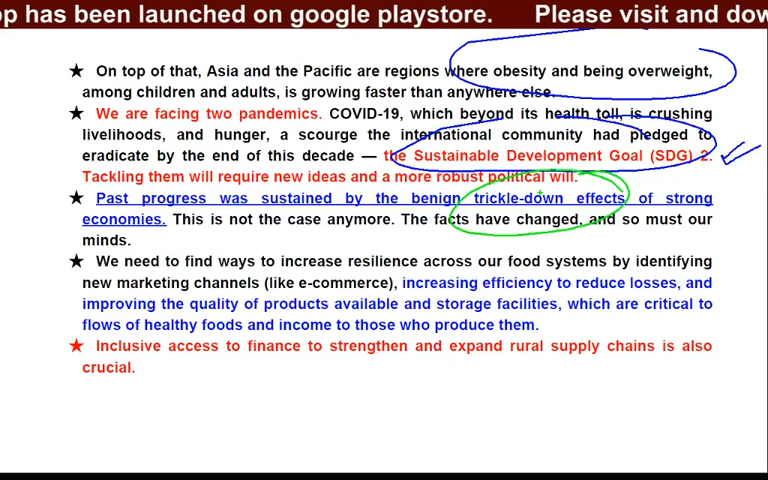 pp has been launched on google playstore. Please visit and dow
★ On top of that, Asia and the Pacific are regions where obesity and being overweight,
among children and adults, is growing faster than anywhere else.
★ We are facing two pandemics. COVID-19, which beyond its health toll, is crushing
livelihoods, and hunger, a scourge the international community had pledged to
eradicate by the end of this decade — the Sustainable Development Goal (SDG) 2.
Tackling them will require new ideas and a more robust political will.
★ Past progress was sustained by the benign trickle-down effects of strong
economies. This is not the case anymore. The facts have changed, and so must our
minds.
★ We need to find ways to increase resilience across our food systems by identifying
new marketing channels (like e-commerce), increasing efficiency to reduce losses, and
improving the quality of products available and storage facilities, which are critical to
flows of healthy foods and income to those who produce them.
★ Inclusive access to finance to strengthen and expand rural supply chains is also
crucial.